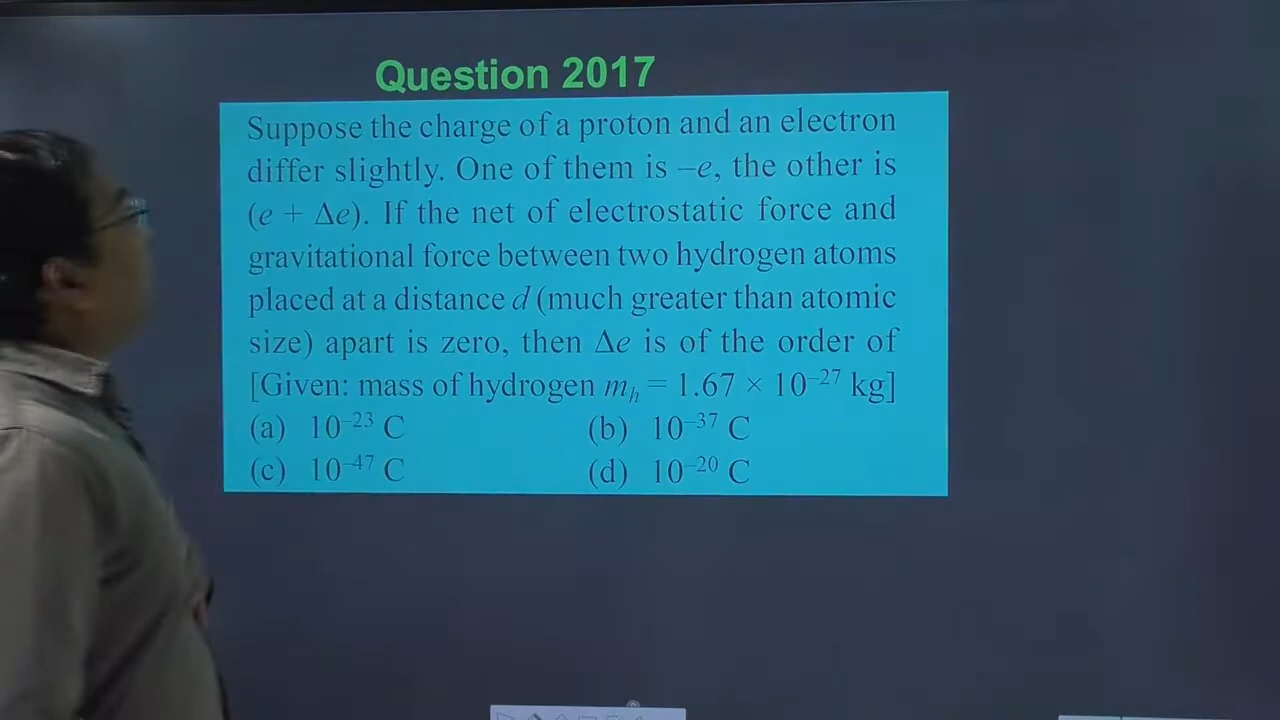 Question 2017
Suppose the charge of a proton and an electron
differ slightly. One of them is –e, the other is
(e + Δe). If the net of electrostatic force and
gravitational force between two hydrogen atoms
placed at a distance d (much greater than atomic
size) apart is zero, then Δe is of the order of
[Given: mass of hydrogen mₕ = 1.67 × 10⁻²⁷ kg]
(a) 10⁻²³ C (b) 10⁻³⁷ C
(c) 10⁻⁴⁷ C (d) 10⁻²⁰ C